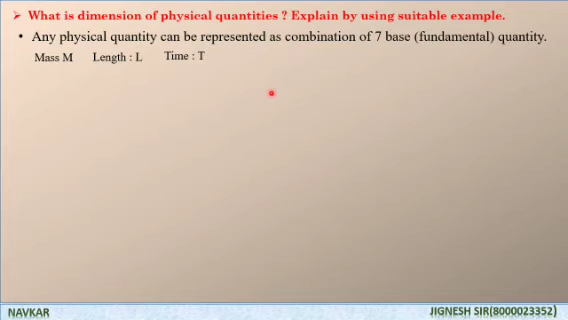 ➢ What is dimension of physical quantities ? Explain by using suitable example.
• Any physical quantity can be represented as combination of 7 base (fundamental) quantity.
Mass M Length : L Time : T
NAVKAR JIGNESH SIR(8000023352)